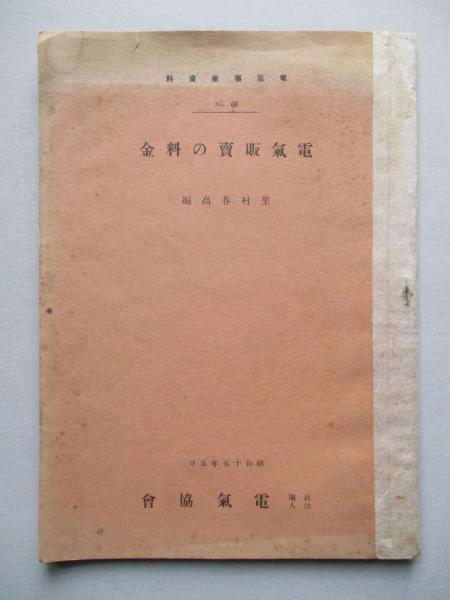 電氣事業資料
No.
電氣販賣の料金
里村春高編
昭和十五年五月
社團法人 電氣協會